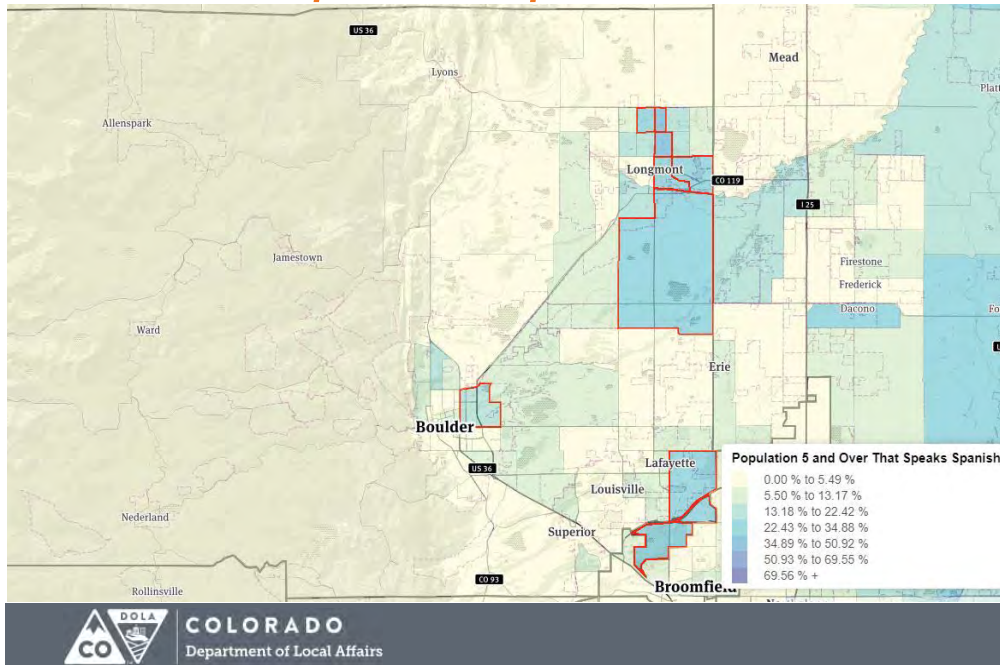 US 36
Mead
Lyons
Platt
Allenspark
Longmont
CO 119
I 25
Jamestown
Firestone
Frederick
Dacono
Fo
Ward
U
Erie
Boulder
Population 5 and Over That Speaks Spanish
0.00 % to 5.49 %
5.50 % to 13.17 %
13.18 % to 22.42 %
22.43 % to 34.88 %
34.89 % to 50.92 %
50.93 % to 69.55 %
69.56 % +
Lafayette
US 36
Louisville
Nederland
Superior
CO 93
Broomfield
Rollinsville
DOLA
CO
COLORADO
Department of Local Affairs